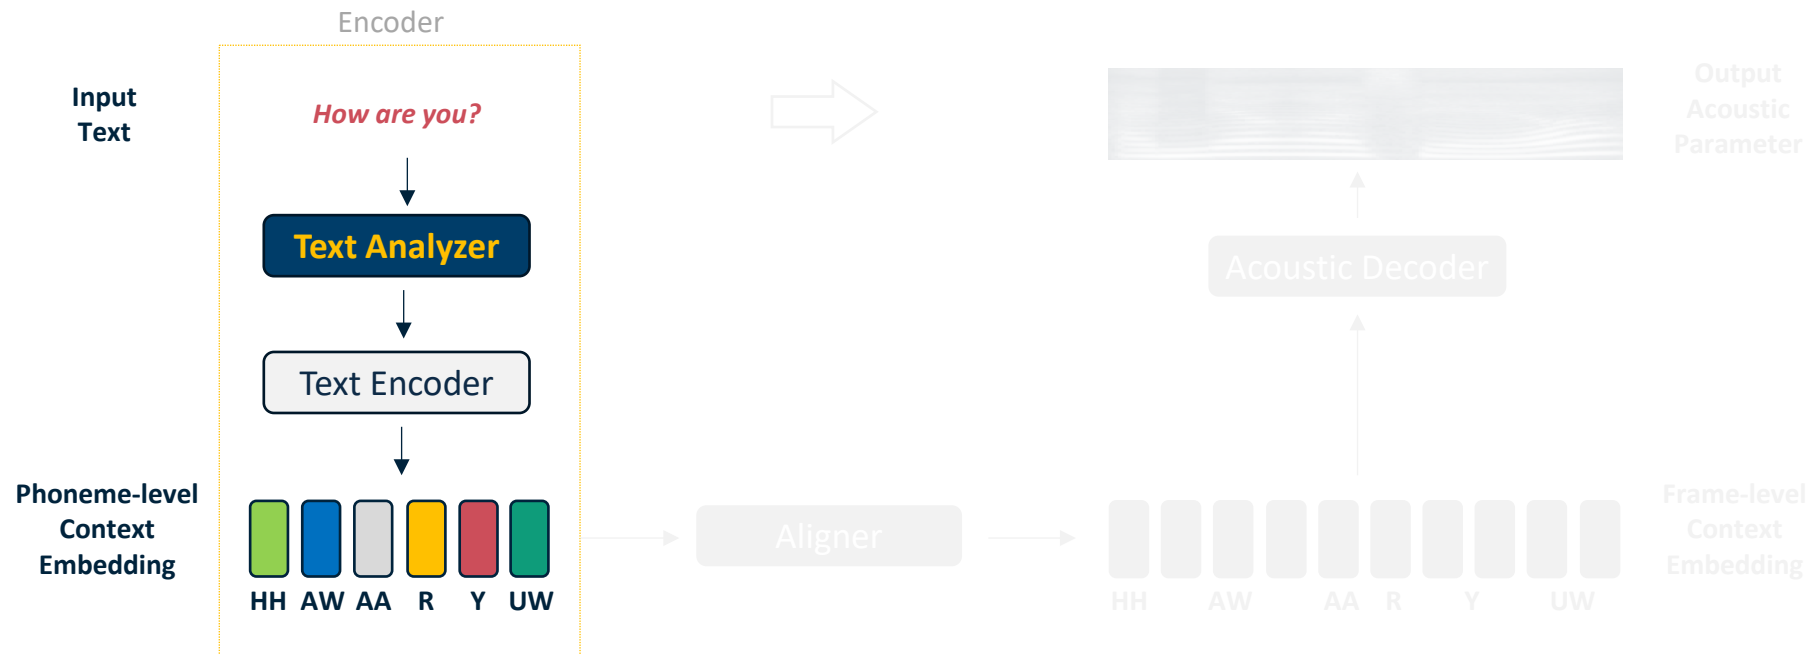 Encoder
Input
Text
How are you?
Text Analyzer
Text Encoder
Phoneme-level
Context
Embedding
HH AW AA R Y UW
Aligner
Output
Acoustic
Parameter
Acoustic Decoder
Frame-level
Context
Embedding
HH AW AA R Y UW